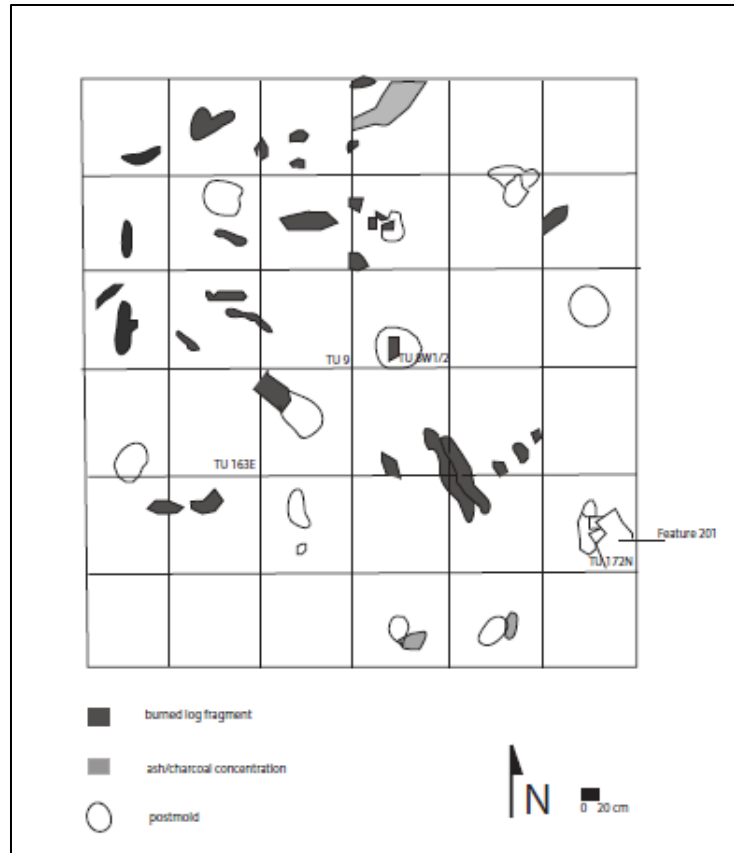 TU 9
TU 8W1/2
TU 163E
Feature 201
TU 172N
burned log fragment
ash/charcoal concentration
postmold
N
0 20 cm